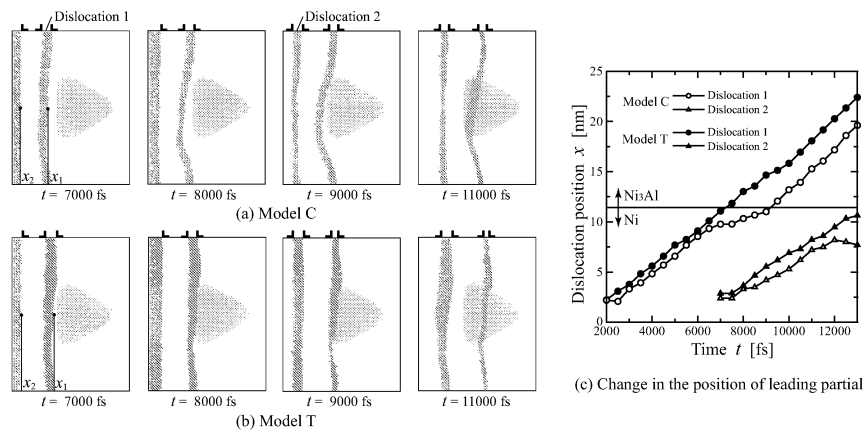 Dislocation 1
Dislocation 2
x2
x1
t = 7000 fs
t = 8000 fs
t = 9000 fs
t = 11000 fs
(a) Model C
x2
x1
t = 7000 fs
t = 8000 fs
t = 9000 fs
t = 11000 fs
(b) Model T
Dislocation position x [nm]
25
20
15
10
5
0
Model C
Dislocation 1
Dislocation 2
Model T
Dislocation 1
Dislocation 2
Ni3Al
Ni
2000
4000
6000
8000
10000
12000
Time t [fs]
(c) Change in the position of leading partial